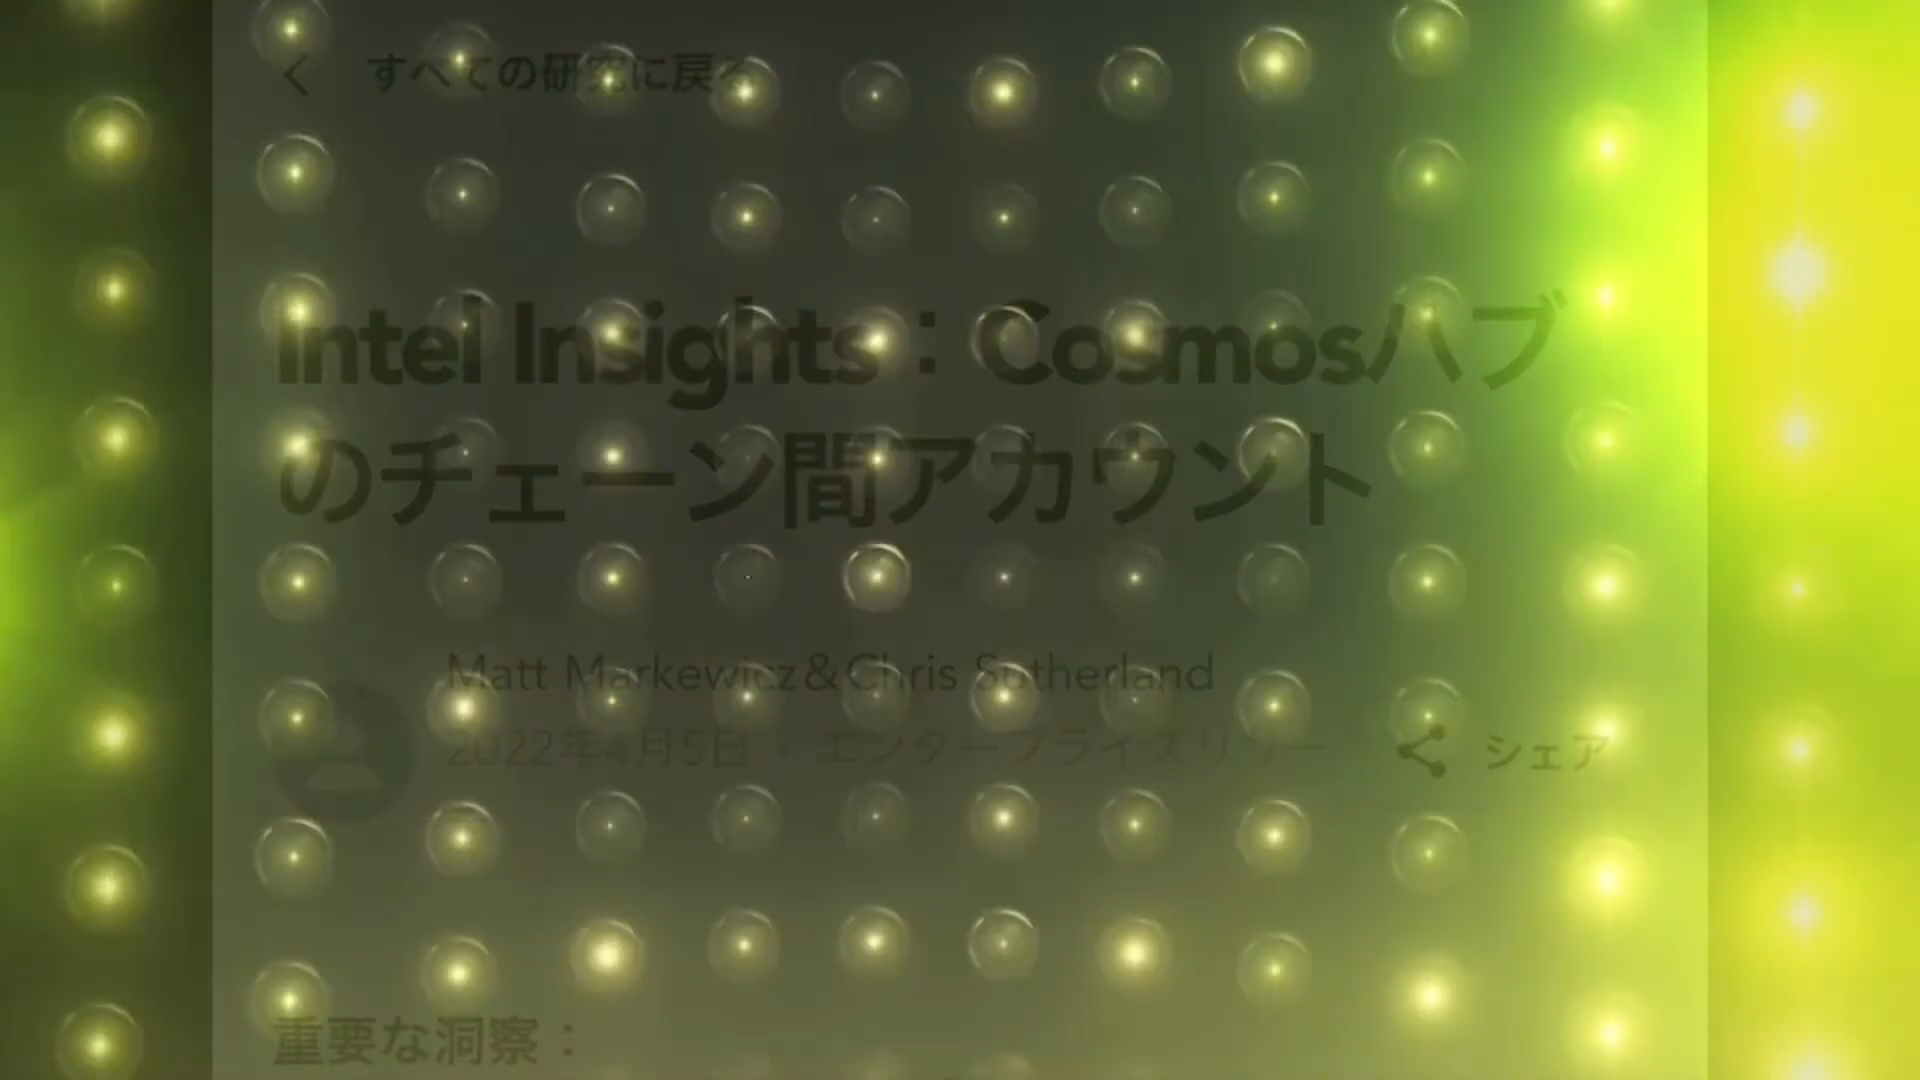 すべての研究に戻る
Intel Insights：Cosmosハブ
のチェーン間アカウント
Matt Markewicz&Chris Sutherland
2022年4月5日・エンタープライズリリー
シェア
重要な洞察：